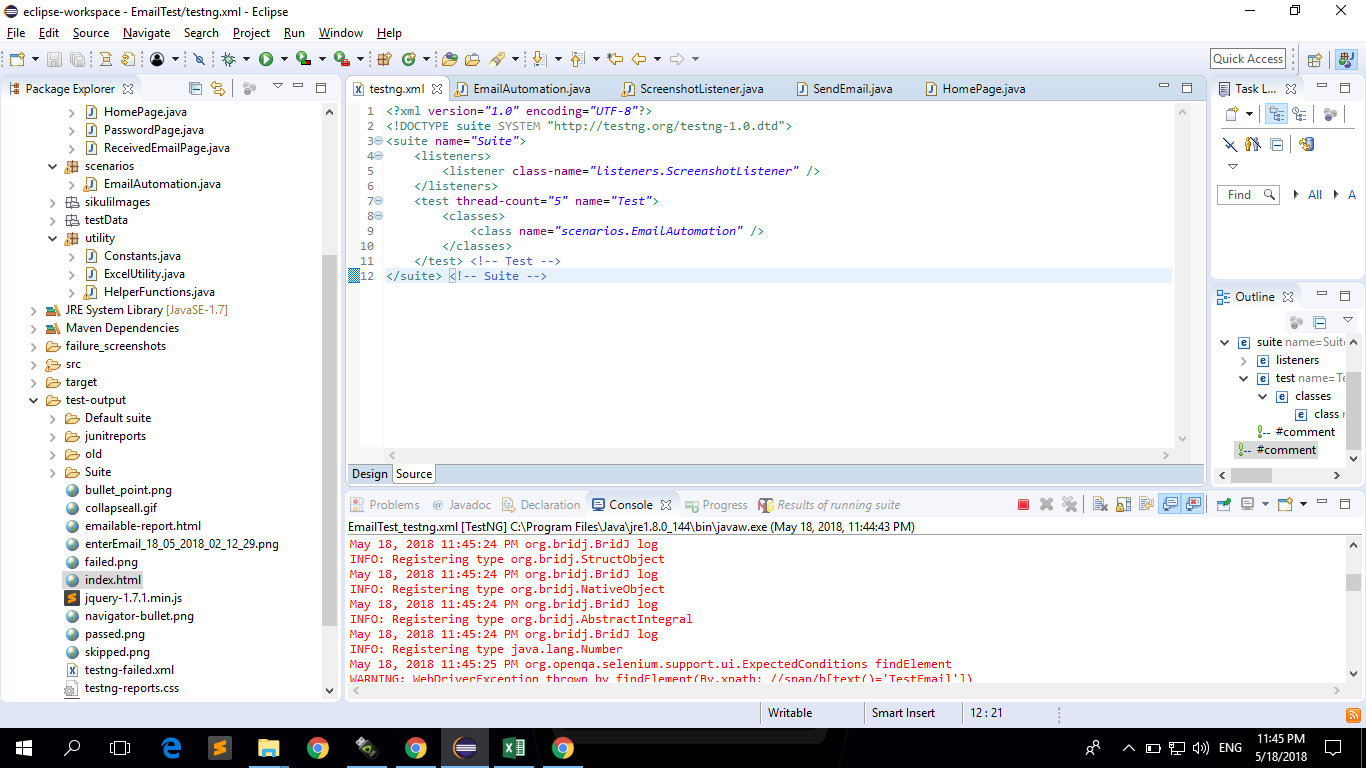 eclipse-workspace - EmailTest/testng.xml - Eclipse
File Edit Source Navigate Search Project Run Window Help
Quick Access
Package Explorer
HomePage.java
PasswordPage.java
ReceivedEmailPage.java
scenarios
EmailAutomation.java
sikuliImages
testData
utility
Constants.java
ExcelUtility.java
HelperFunctions.java
JRE System Library [JavaSE-1.7]
Maven Dependencies
failure_screenshots
src
target
test-output
Default suite
junitreports
old
Suite
bullet_point.png
collapseall.gif
emailable-report.html
enterEmail_18_05_2018_02_12_29.png
failed.png
index.html
jquery-1.7.1.min.js
navigator-bullet.png
passed.png
skipped.png
testng-failed.xml
testng-reports.css
testng.xml EmailAutomation.java ScreenshotListener.java SendEmail.java HomePage.java
1 <?xml version="1.0" encoding="UTF-8"?>
2 <!DOCTYPE suite SYSTEM "http://testng.org/testng-1.0.dtd">
3 <suite name="Suite">
4 <listeners>
5 <listener class-name="listeners.ScreenshotListener" />
6 </listeners>
7 <test thread-count="5" name="Test">
8 <classes>
9 <class name="scenarios.EmailAutomation" />
10 </classes>
11 </test> <!-- Test -->
12 </suite> <!-- Suite -->
Design Source
Task L...
Find All A
Outline
suite name=Suite
listeners
test name=Te
classes
class
!-- #comment
!-- #comment
Problems @ Javadoc Declaration Console Progress Results of running suite
EmailTest_testng.xml [TestNG] C:\Program Files\Java\jre1.8.0_144\bin\javaw.exe (May 18, 2018, 11:44:43 PM)
May 18, 2018 11:45:24 PM org.bridj.BridJ log
INFO: Registering type org.bridj.StructObject
May 18, 2018 11:45:24 PM org.bridj.BridJ log
INFO: Registering type org.bridj.NativeObject
May 18, 2018 11:45:24 PM org.bridj.BridJ log
INFO: Registering type org.bridj.AbstractIntegral
May 18, 2018 11:45:24 PM org.bridj.BridJ log
INFO: Registering type java.lang.Number
May 18, 2018 11:45:25 PM org.openqa.selenium.support.ui.ExpectedConditions findElement
WARNING: WebDriverException thrown by findElement(By.xpath: //span/b[text()='TestEmail'])
Writable Smart Insert 12 : 21
ENG
11:45 PM
5/18/2018